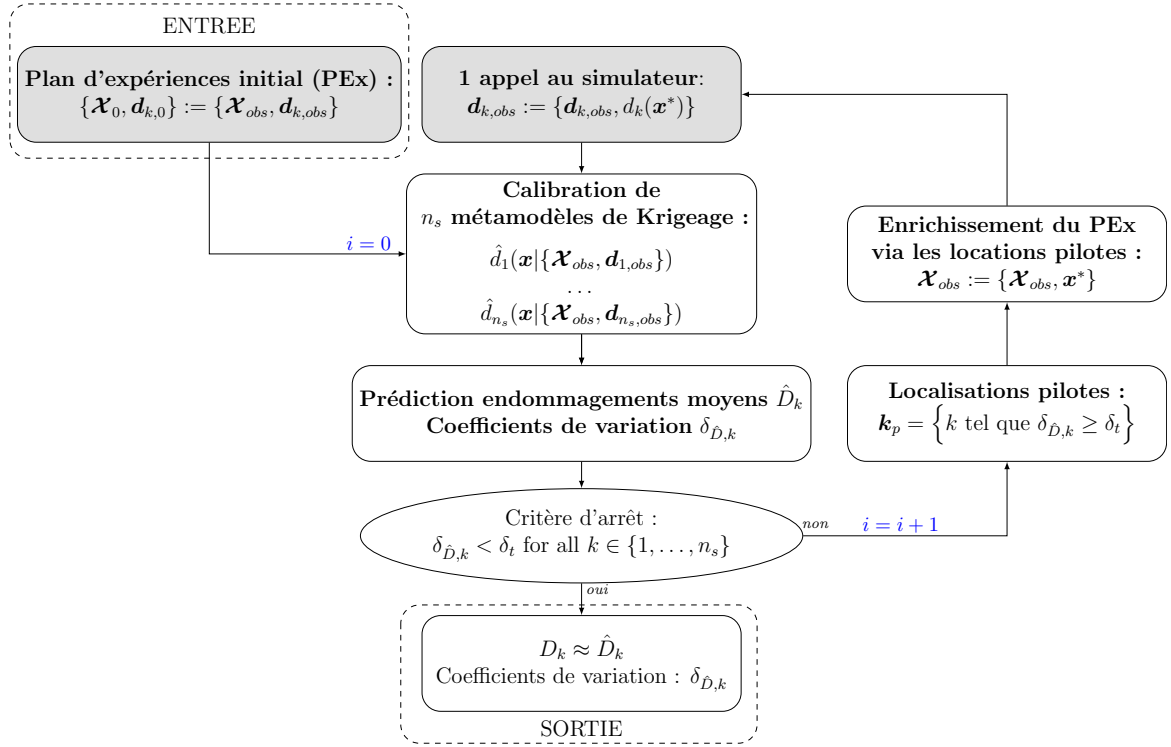 ENTREE
Plan d'expériences initial (PEx) :
{𝓧₀, d_{k,0}} := {𝓧_{obs}, d_{k,obs}}
1 appel au simulateur:
d_{k,obs} := {d_{k,obs}, d_k(x*)}
i = 0
Calibration de
n_s métamodèles de Krigeage :
d̂₁(x|{𝓧_{obs}, d_{1,obs}})
...
d̂_{n_s}(x|{𝓧_{obs}, d_{n_s,obs}})
Enrichissement du PEx
via les locations pilotes :
𝓧_{obs} := {𝓧_{obs}, x*}
Prédiction endommagements moyens D̂_k
Coefficients de variation δ_{D̂,k}
Localisations pilotes :
k_p = {k tel que δ_{D̂,k} ≥ δ_t}
Critère d'arrêt :
δ_{D̂,k} < δ_t for all k ∈ {1, . . . , n_s}
non
i = i + 1
oui
D_k ≈ D̂_k
Coefficients de variation : δ_{D̂,k}
SORTIE